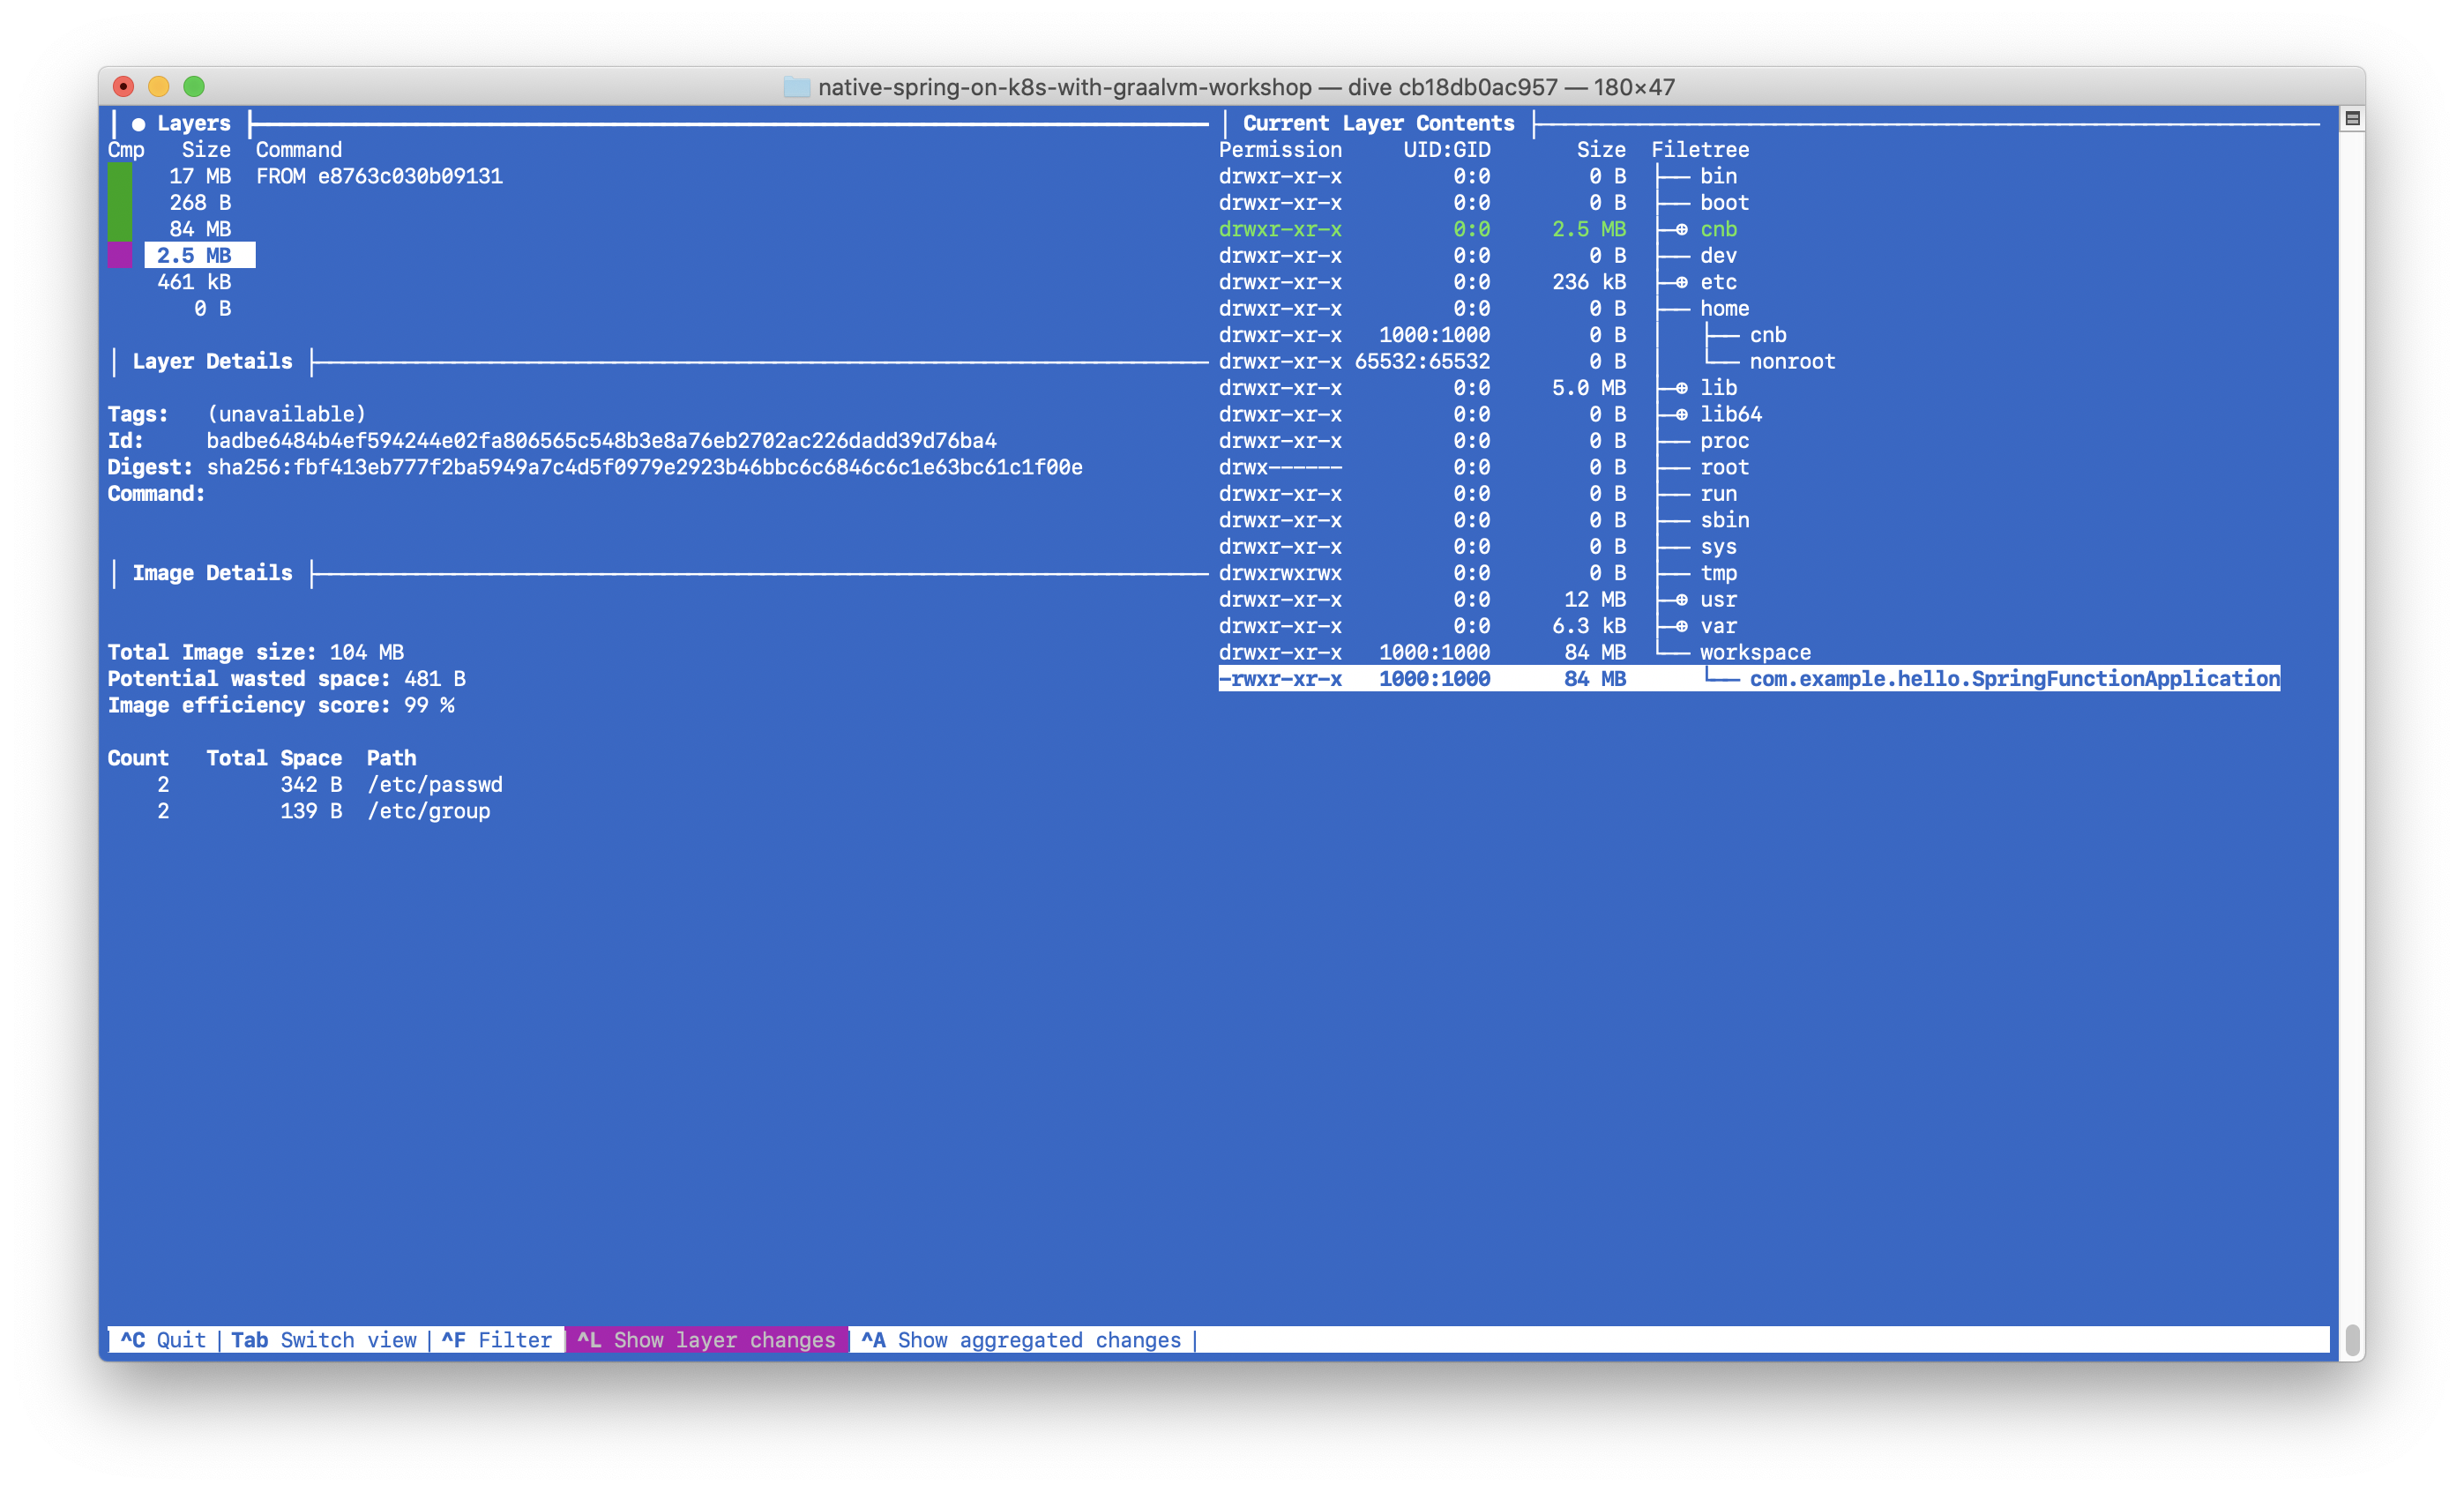 native-spring-on-k8s-with-graalvm-workshop — dive cb18db0ac957 — 180×47
│ ● Layers ├
Cmp Size Command
17 MB FROM e8763c030b09131
268 B
84 MB
2.5 MB
461 kB
0 B
│ Layer Details ├
Tags: (unavailable)
Id: badbe6484b4ef594244e02fa806565c548b3e8a76eb2702ac226dadd39d76ba4
Digest: sha256:fbf413eb777f2ba5949a7c4d5f0979e2923b46bbc6c6846c6c1e63bc61c1f00e
Command:
│ Image Details ├
Total Image size: 104 MB
Potential wasted space: 481 B
Image efficiency score: 99 %
Count Total Space Path
2 342 B /etc/passwd
2 139 B /etc/group
│ Current Layer Contents ├
Permission UID:GID Size Filetree
drwxr-xr-x 0:0 0 B ├── bin
drwxr-xr-x 0:0 0 B ├── boot
drwxr-xr-x 0:0 2.5 MB ├─⊕ cnb
drwxr-xr-x 0:0 0 B ├── dev
drwxr-xr-x 0:0 236 kB ├─⊕ etc
drwxr-xr-x 0:0 0 B ├── home
drwxr-xr-x 1000:1000 0 B │ ├── cnb
drwxr-xr-x 65532:65532 0 B │ └── nonroot
drwxr-xr-x 0:0 5.0 MB ├─⊕ lib
drwxr-xr-x 0:0 0 B ├─⊕ lib64
drwxr-xr-x 0:0 0 B ├── proc
drwx------ 0:0 0 B ├── root
drwxr-xr-x 0:0 0 B ├── run
drwxr-xr-x 0:0 0 B ├── sbin
drwxr-xr-x 0:0 0 B ├── sys
drwxrwxrwx 0:0 0 B ├── tmp
drwxr-xr-x 0:0 12 MB ├─⊕ usr
drwxr-xr-x 0:0 6.3 kB ├─⊕ var
drwxr-xr-x 1000:1000 84 MB └── workspace
-rwxr-xr-x 1000:1000 84 MB └── com.example.hello.SpringFunctionApplication
│ ^C Quit │ Tab Switch view │ ^F Filter │ ^L Show layer changes │ ^A Show aggregated changes │